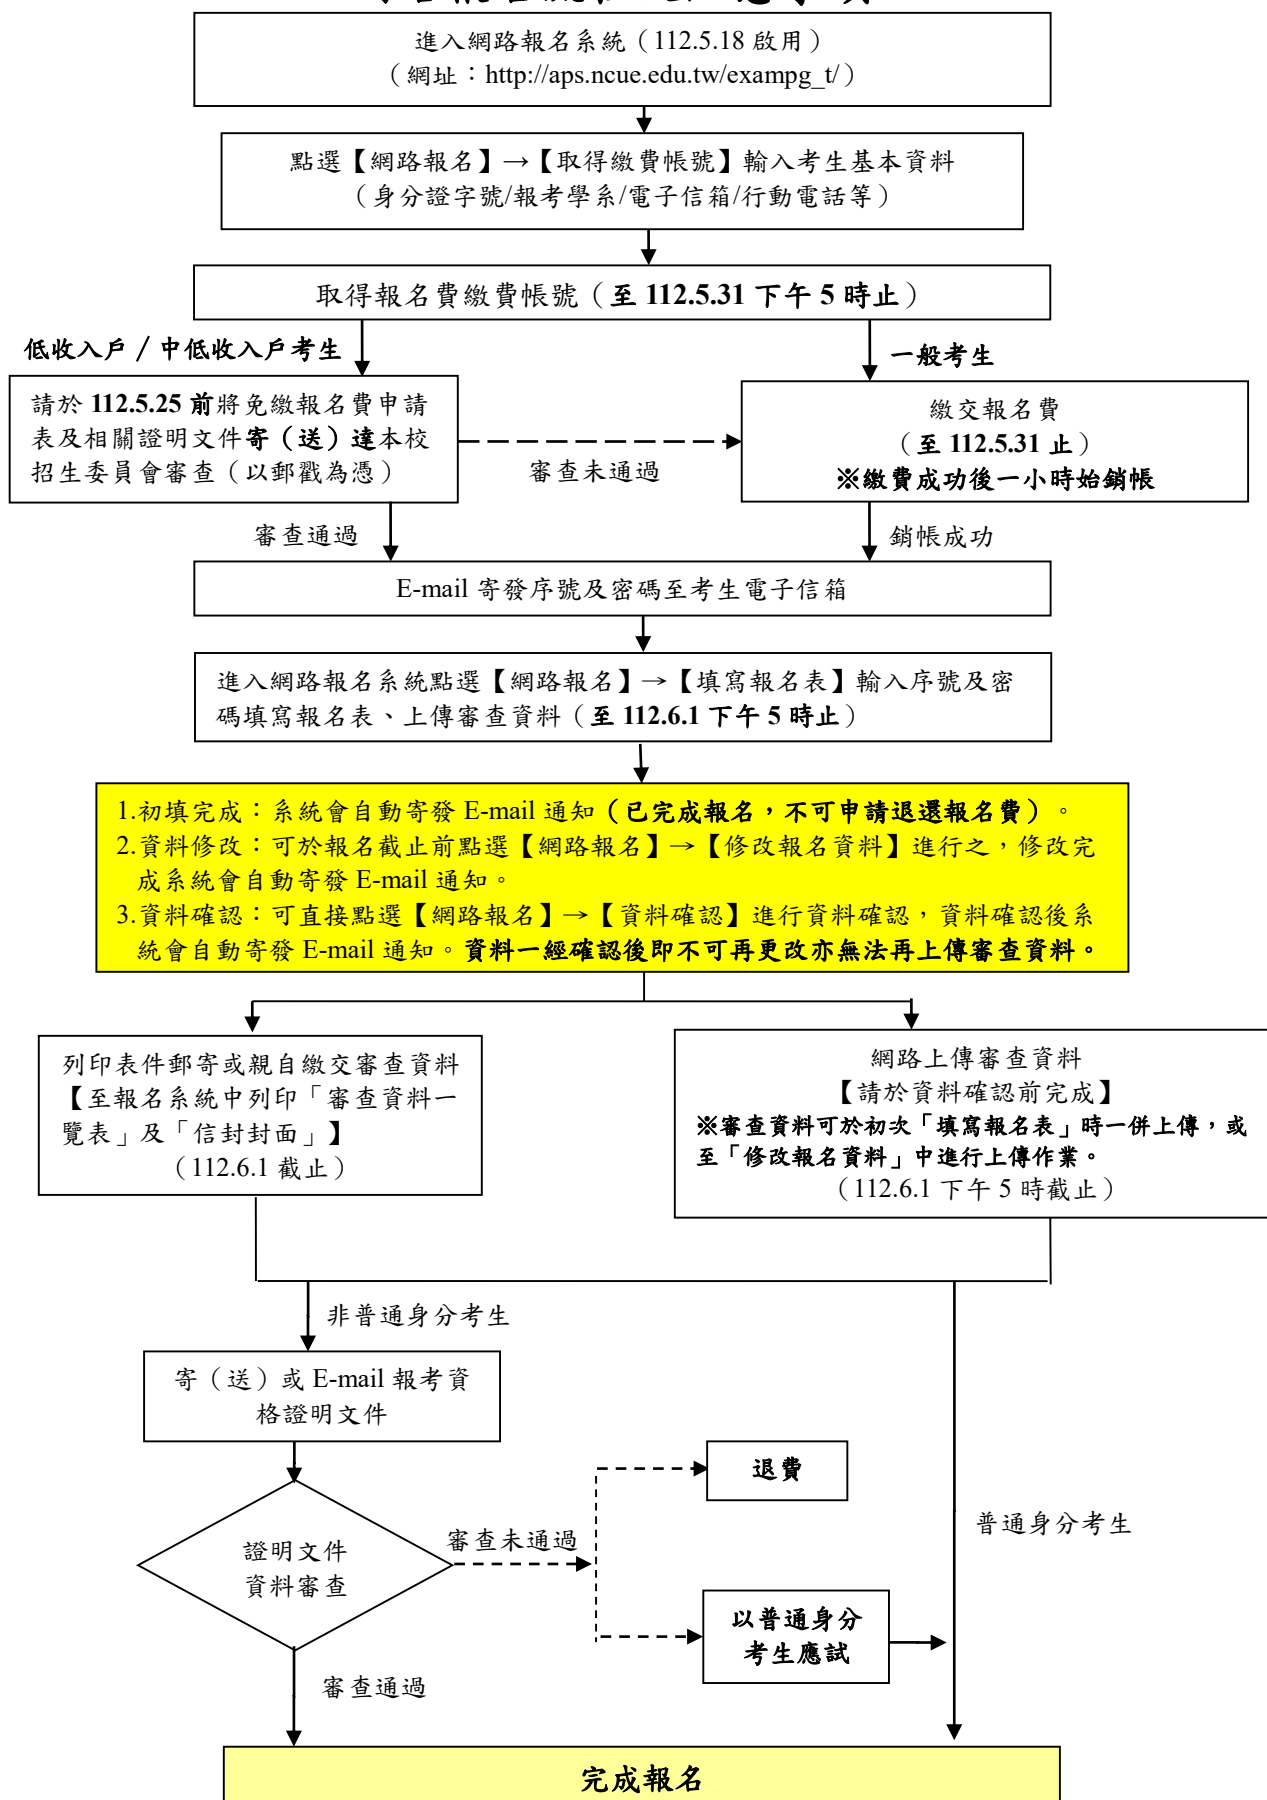 進入網路報名系統（112.5.18 啟用）
（網址：http://aps.ncue.edu.tw/exampg_t/）
點選【網路報名】→【取得繳費帳號】輸入考生基本資料
（身分證字號/報考學系/電子信箱/行動電話等）
取得報名費繳費帳號（至 112.5.31 下午 5 時止）
低收入戶／中低收入戶考生
一般考生
請於 112.5.25 前將免繳報名費申請
表及相關證明文件寄（送）達本校
招生委員會審查（以郵戳為憑）
審查未通過
繳交報名費
（至 112.5.31 止）
※繳費成功後一小時始銷帳
審查通過
銷帳成功
E-mail 寄發序號及密碼至考生電子信箱
進入網路報名系統點選【網路報名】→【填寫報名表】輸入序號及密
碼填寫報名表、上傳審查資料（至 112.6.1 下午 5 時止）
1.初填完成：系統會自動寄發 E-mail 通知（已完成報名，不可申請退還報名費）。
2.資料修改：可於報名截止前點選【網路報名】→【修改報名資料】進行之，修改完
成系統會自動寄發 E-mail 通知。
3.資料確認：可直接點選【網路報名】→【資料確認】進行資料確認，資料確認後系
統會自動寄發 E-mail 通知。資料一經確認後即不可再更改亦無法再上傳審查資料。
列印表件郵寄或親自繳交審查資料
【至報名系統中列印「審查資料一
覽表」及「信封封面」】
（112.6.1 截止）
網路上傳審查資料
【請於資料確認前完成】
※審查資料可於初次「填寫報名表」時一併上傳，或
至「修改報名資料」中進行上傳作業。
（112.6.1 下午 5 時截止）
非普通身分考生
寄（送）或 E-mail 報考資
格證明文件
退費
普通身分考生
審查未通過
證明文件
資料審查
以普通身分
考生應試
審查通過
完成報名